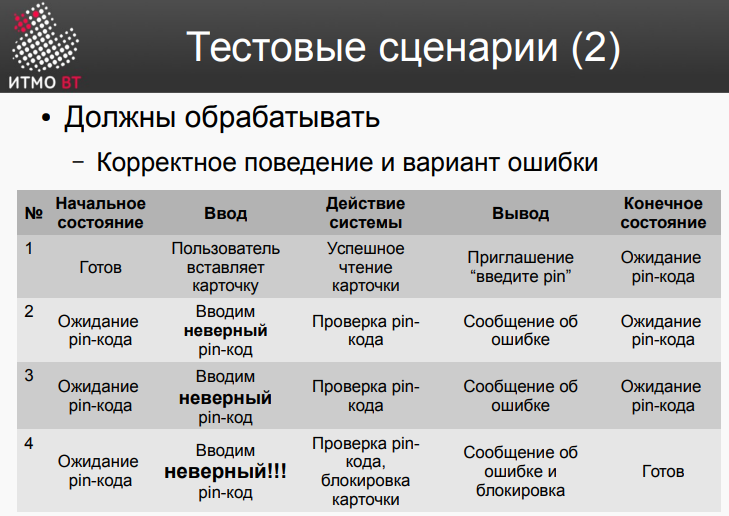 ИТМО ВТ
Тестовые сценарии (2)
• Должны обрабатывать
– Корректное поведение и вариант ошибки
№ Начальное состояние Ввод Действие системы Вывод Конечное состояние
1 Готов Пользователь вставляет карточку Успешное чтение карточки Приглашение “введите pin” Ожидание pin-кода
2 Ожидание pin-кода Вводим неверный pin-код Проверка pin-кода Сообщение об ошибке Ожидание pin-кода
3 Ожидание pin-кода Вводим неверный pin-код Проверка pin-кода Сообщение об ошибке Ожидание pin-кода
4 Ожидание pin-кода Вводим неверный!!! pin-код Проверка pin-кода, блокировка карточки Сообщение об ошибке и блокировка Готов